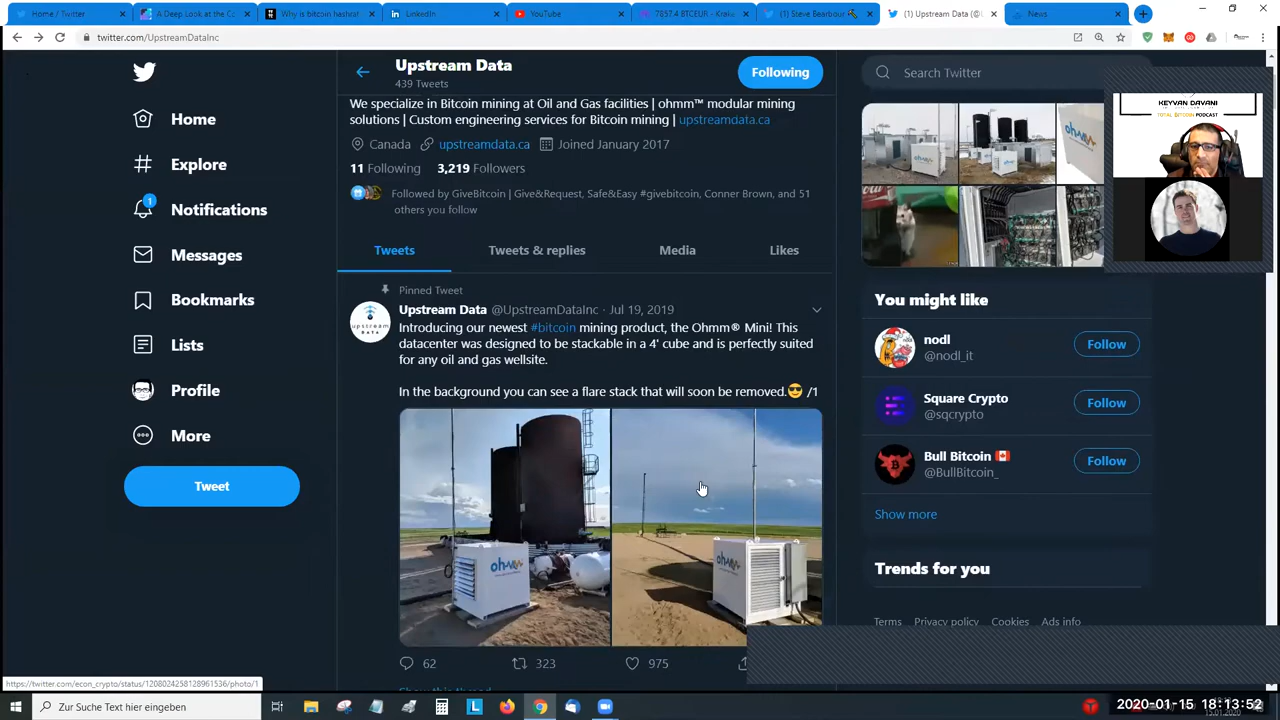 Home / Twitter
A Deep Look at the Co
Why is bitcoin hashrat
LinkedIn
YouTube
7657.4 BTCEUR - Krake
(1) Steve Barbour
(1) Upstream Data (@U
News
twitter.com/UpstreamDataInc
Upstream Data
439 Tweets
Following
We specialize in Bitcoin mining at Oil and Gas facilities | ohmm™ modular mining
solutions | Custom engineering services for Bitcoin mining | upstreamdata.ca
Canada upstreamdata.ca Joined January 2017
11 Following 3,219 Followers
Followed by GiveBitcoin | Give&Request, Safe&Easy #givebitcoin, Conner Brown, and 51
others you follow
Tweets Tweets & replies Media Likes
Home
Explore
1
Notifications
Messages
Bookmarks
Lists
Profile
More
Tweet
Pinned Tweet
Upstream Data @UpstreamDataInc · Jul 19, 2019
Introducing our newest #bitcoin mining product, the Ohmm® Mini! This
datacenter was designed to be stackable in a 4' cube and is perfectly suited
for any oil and gas wellsite.
In the background you can see a flare stack that will soon be removed.😎 /1
62 323 975
Show this thread
Search Twitter
KEYVAN DAVANI
TOTAL BITCOIN PODCAST
You might like
nodl
@nodl_it
Follow
Square Crypto
@sqcrypto
Follow
Bull Bitcoin
@BullBitcoin_
Follow
Show more
Trends for you
Terms Privacy policy Cookies Ads info
https://twitter.com/econ_crypto/status/1208024258128961536/photo/1
Zur Suche Text hier eingeben
2020-01-15 18:13:52